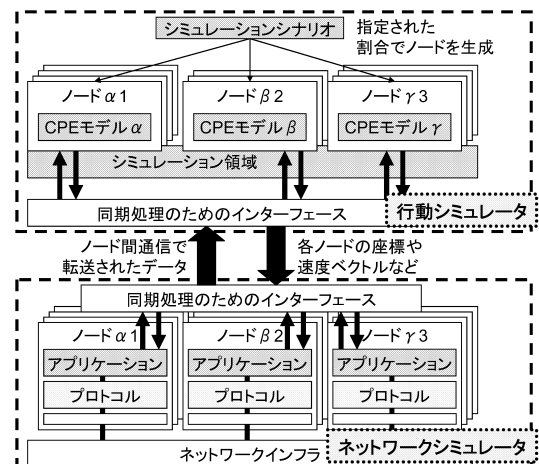 シミュレーションシナリオ
指定された
割合でノードを生成
ノードα1
ノードβ2
ノードγ3
CPEモデルα
CPEモデルβ
CPEモデルγ
シミュレーション領域
同期処理のためのインターフェース
行動シミュレータ
ノード間通信で
転送されたデータ
各ノードの座標や
速度ベクトルなど
同期処理のためのインターフェース
ノードα1
ノードβ2
ノードγ3
アプリケーション
アプリケーション
アプリケーション
プロトコル
プロトコル
プロトコル
ネットワークインフラ
ネットワークシミュレータ